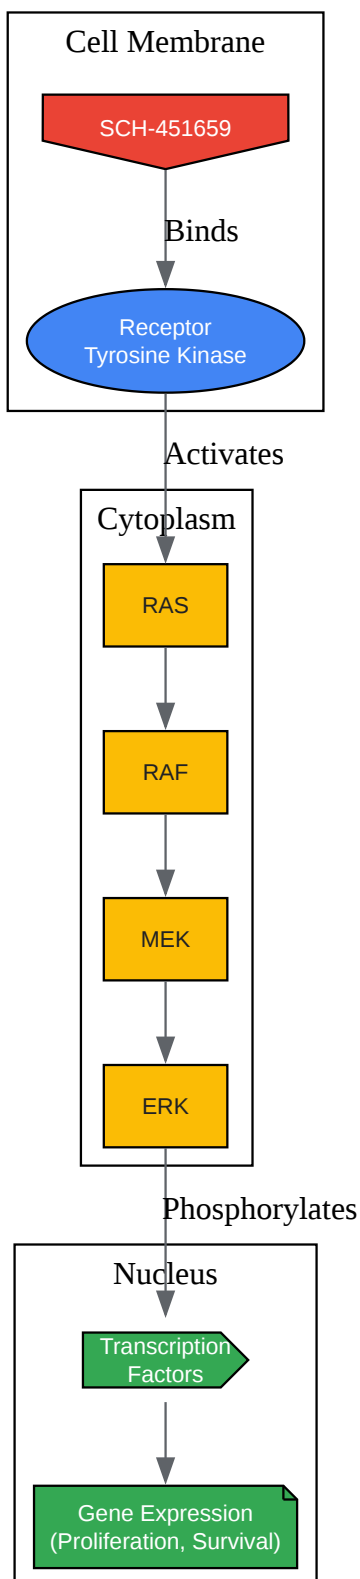 Cell Membrane
SCH-451659
Binds
Receptor
Tyrosine Kinase
Activates
Cytoplasm
RAS
RAF
MEK
ERK
Phosphorylates
Nucleus
Transcription
Factors
Gene Expression
(Proliferation, Survival)